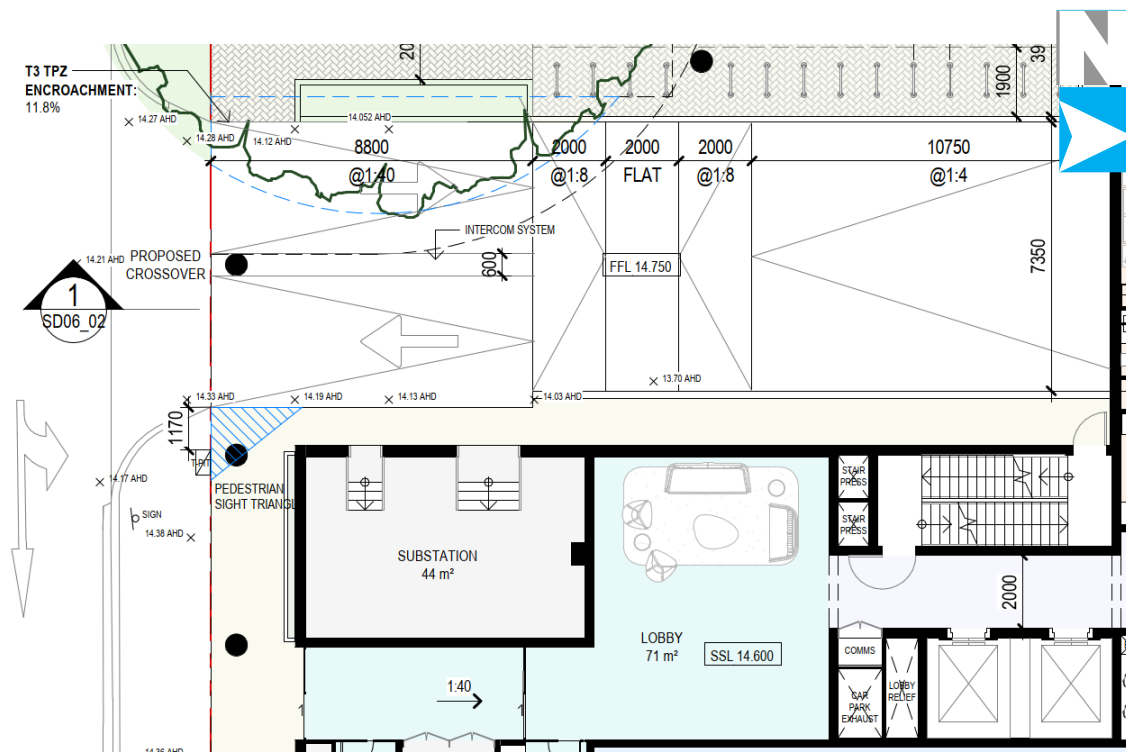 20
39
1900
T3 TPZ
ENCROACHMENT:
11.8%
14.27 AHD
14.28 AHD
14.12 AHD
14.052 AHD
8800
@1:40
2000
@1:8
2000
FLAT
2000
@1:8
10750
@1:4
INTERCOM SYSTEM
14.21 AHD
PROPOSED
CROSSOVER
600
FFL 14.750
7350
1
SD06_02
13.70 AHD
14.33 AHD
14.19 AHD
14.13 AHD
14.03 AHD
1170
T-PIT
14.17 AHD
PEDESTRIAN
SIGHT TRIANGL
SIGN
14.38 AHD
STAIR
PRESS
STAIR
PRESS
SUBSTATION
44 m²
2000
LOBBY
71 m²
SSL 14.600
COMMS
1:40
CAR
PARK
EXHAUST
LOBBY
RELIEF
14.36 AHD